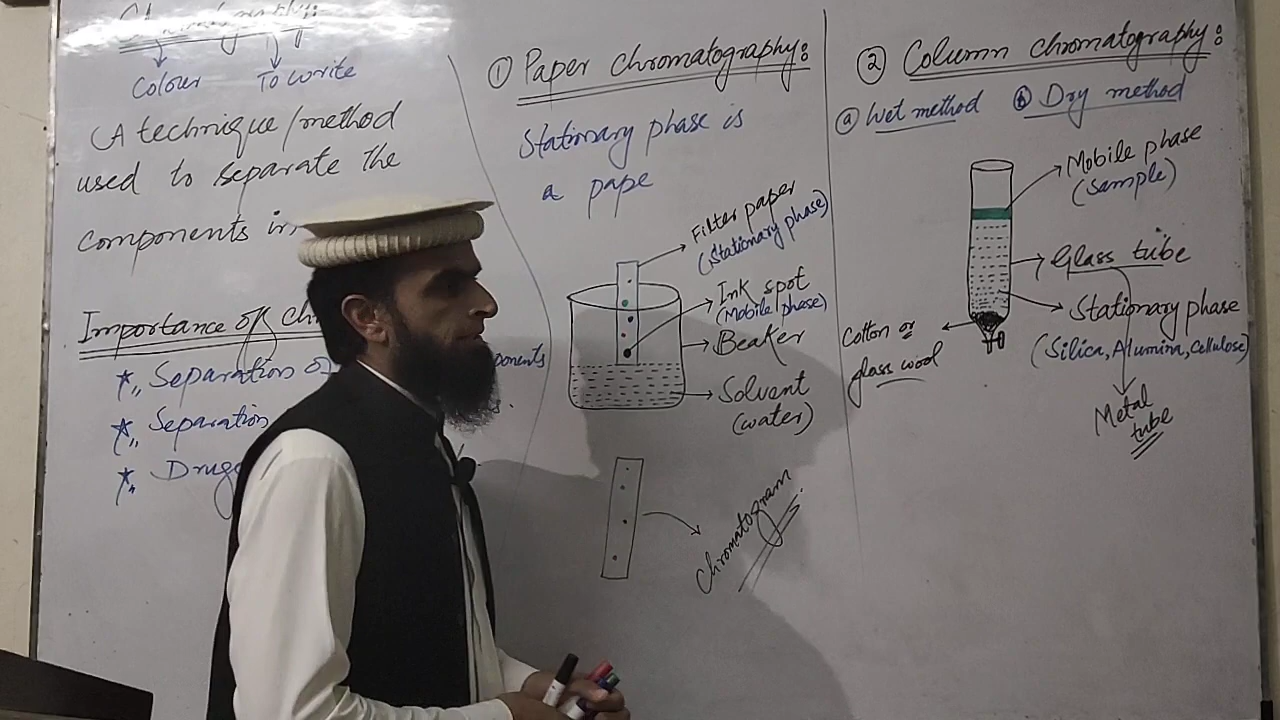 Chromatography:
Colour To write
A technique/method
used to separate the
components in
Importance of ch
*,, Separation of
ponents
*,, Separation
*,, Drug
① Paper chromatography:
Stationary phase is
a pape
Filter paper
(Stationary phase)
Ink spot
(Mobile phase)
Beaker
Solvent
(water)
Chromatogram
② Column chromatography:
ⓐ Wet method ⓑ Dry method
Mobile phase
(sample)
Glass tube
Stationary phase
(Silica, Alumina, Cellulose)
Cotton or
glass wool
Metal
tube